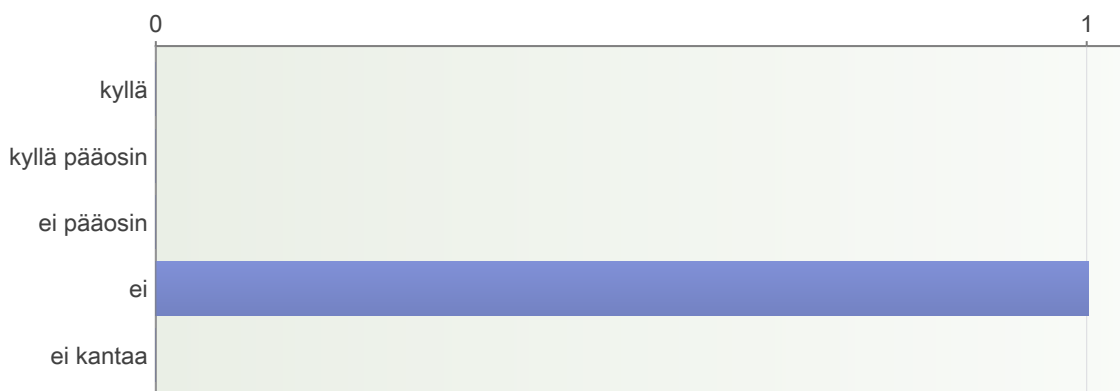 0 1
kyllä
kyllä pääosin
ei pääosin
ei
ei kantaa